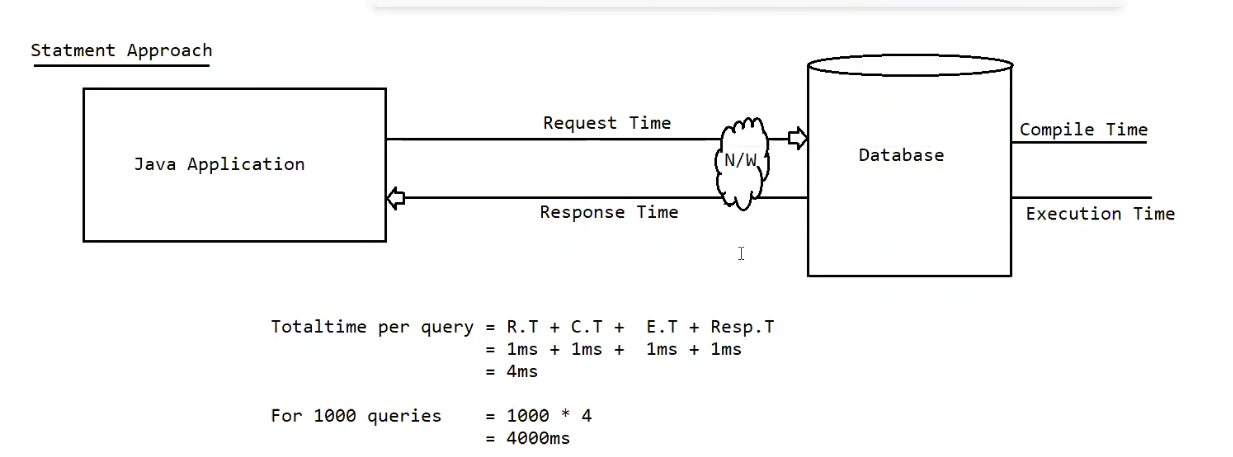 Statment Approach
Java Application
Request Time
N/W
Response Time
Database
Compile Time
Execution Time
Totaltime per query = R.T + C.T + E.T + Resp.T
= 1ms + 1ms + 1ms + 1ms
= 4ms
For 1000 queries = 1000 * 4
= 4000ms